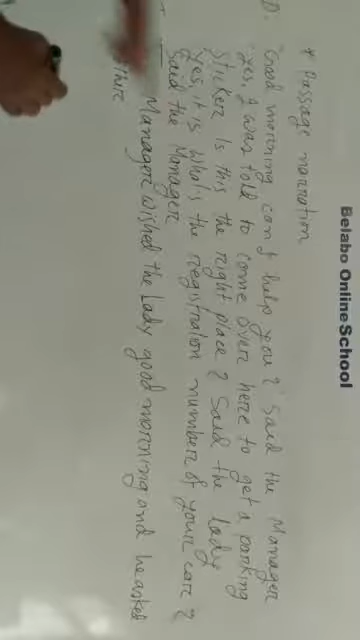 Belabo Online School
* Passage narration
D. "Good morning can I help you? Said the Manager
Yes, I was told to come over here to get a parking
sticker Is this the right place? Said the lady
Yes it is What's the registration number of your car?
Said the Manager
Manager wished the Lady good morning and he asked